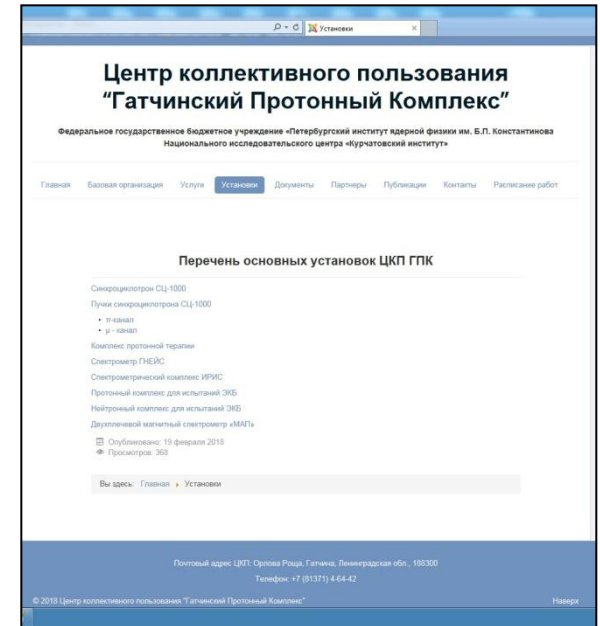 Установки
Центр коллективного пользования
“Гатчинский Протонный Комплекс”
Федеральное государственное бюджетное учреждение «Петербургский институт ядерной физики им. Б.П. Константинова
Национального исследовательского центра «Курчатовский институт»
Главная Базовая организация Услуги Установки Документы Партнеры Публикации Контакты Расписание работ
Перечень основных установок ЦКП ГПК
Синхроциклотрон СЦ-1000
Пучки синхроциклотрона СЦ-1000
• π-канал
• μ - канал
Комплекс протонной терапии
Спектрометр ГНЕЙС
Спектрометрический комплекс ИРИС
Протонный комплекс для испытаний ЭКБ
Нейтронный комплекс для испытаний ЭКБ
Двухплечевой магнитный спектрометр «МАП»
Опубликовано: 19 февраля 2018
Просмотров: 368
Вы здесь: Главная Установки
Почтовый адрес ЦКП: Орлова Роща, Гатчина, Ленинградская обл., 188300
Телефон: +7 (81371) 4-64-42
© 2018 Центр коллективного пользования "Гатчинский Протонный Комплекс" Наверх